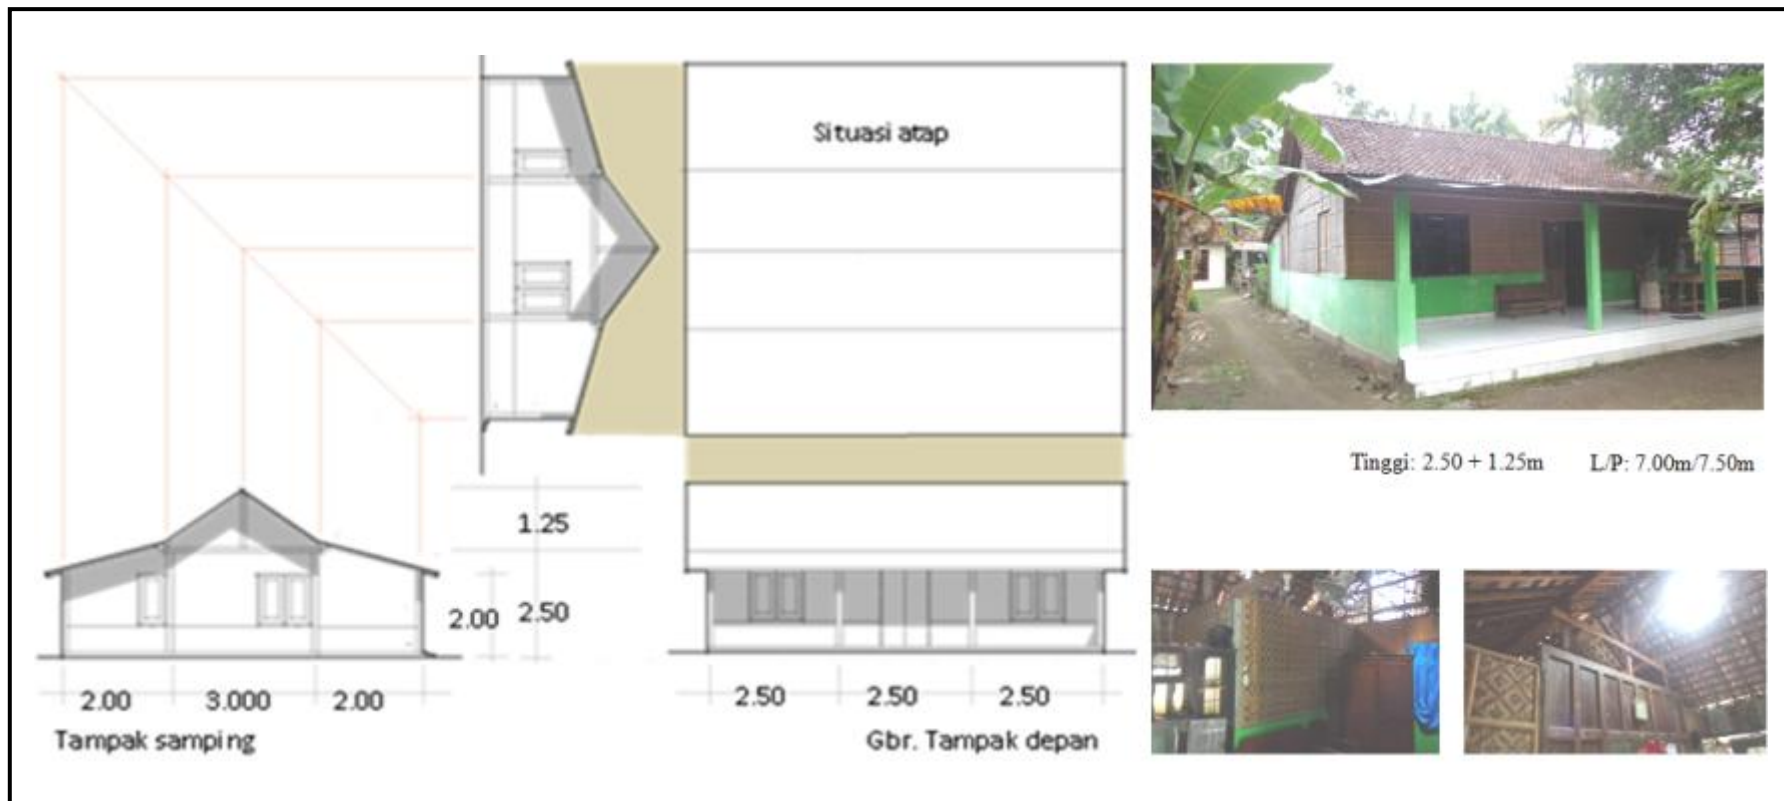 Situasi atap
Tinggi: 2.50 + 1.25m L/P: 7.00m/7.50m
1.25
2.00 2.50
2.00 3.000 2.00
2.50 2.50 2.50
Tampak samping
Gbr. Tampak depan